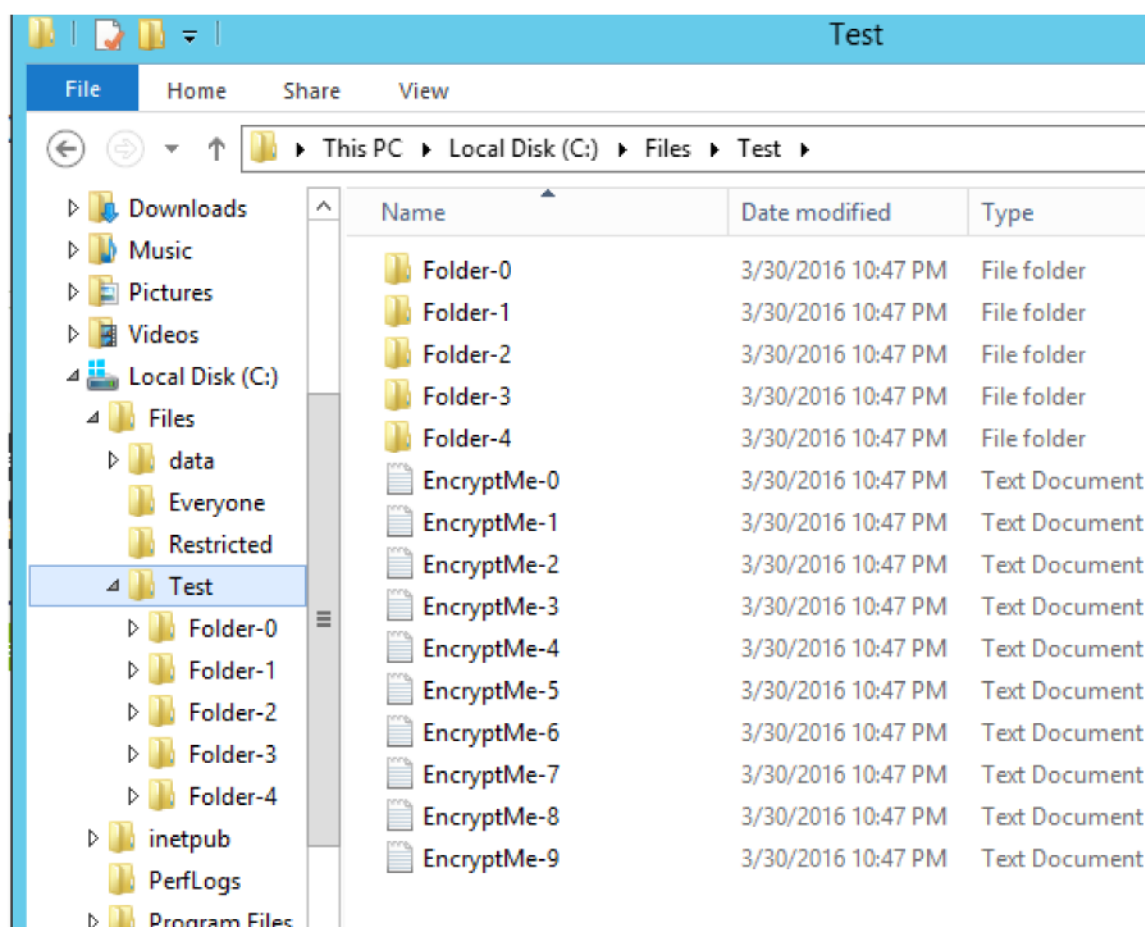 Test
File Home Share View
This PC Local Disk (C:) Files Test
Downloads
Music
Pictures
Videos
Local Disk (C:)
Files
data
Everyone
Restricted
Test
Folder-0
Folder-1
Folder-2
Folder-3
Folder-4
inetpub
PerfLogs
Program Files
Name Date modified Type
Folder-0 3/30/2016 10:47 PM File folder
Folder-1 3/30/2016 10:47 PM File folder
Folder-2 3/30/2016 10:47 PM File folder
Folder-3 3/30/2016 10:47 PM File folder
Folder-4 3/30/2016 10:47 PM File folder
EncryptMe-0 3/30/2016 10:47 PM Text Document
EncryptMe-1 3/30/2016 10:47 PM Text Document
EncryptMe-2 3/30/2016 10:47 PM Text Document
EncryptMe-3 3/30/2016 10:47 PM Text Document
EncryptMe-4 3/30/2016 10:47 PM Text Document
EncryptMe-5 3/30/2016 10:47 PM Text Document
EncryptMe-6 3/30/2016 10:47 PM Text Document
EncryptMe-7 3/30/2016 10:47 PM Text Document
EncryptMe-8 3/30/2016 10:47 PM Text Document
EncryptMe-9 3/30/2016 10:47 PM Text Document